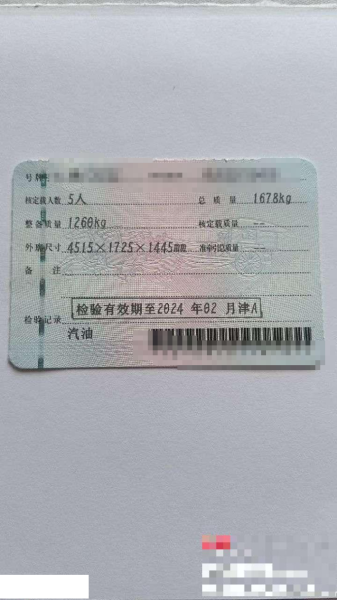 号牌
核定载人数 5人 总质量 1678kg
整备质量 1260kg 核定载质量 --
外廓尺寸 4515×1725×1445mm 准牵引总质量 --
备注
检验记录 检验有效期至2024年02月津A
汽油